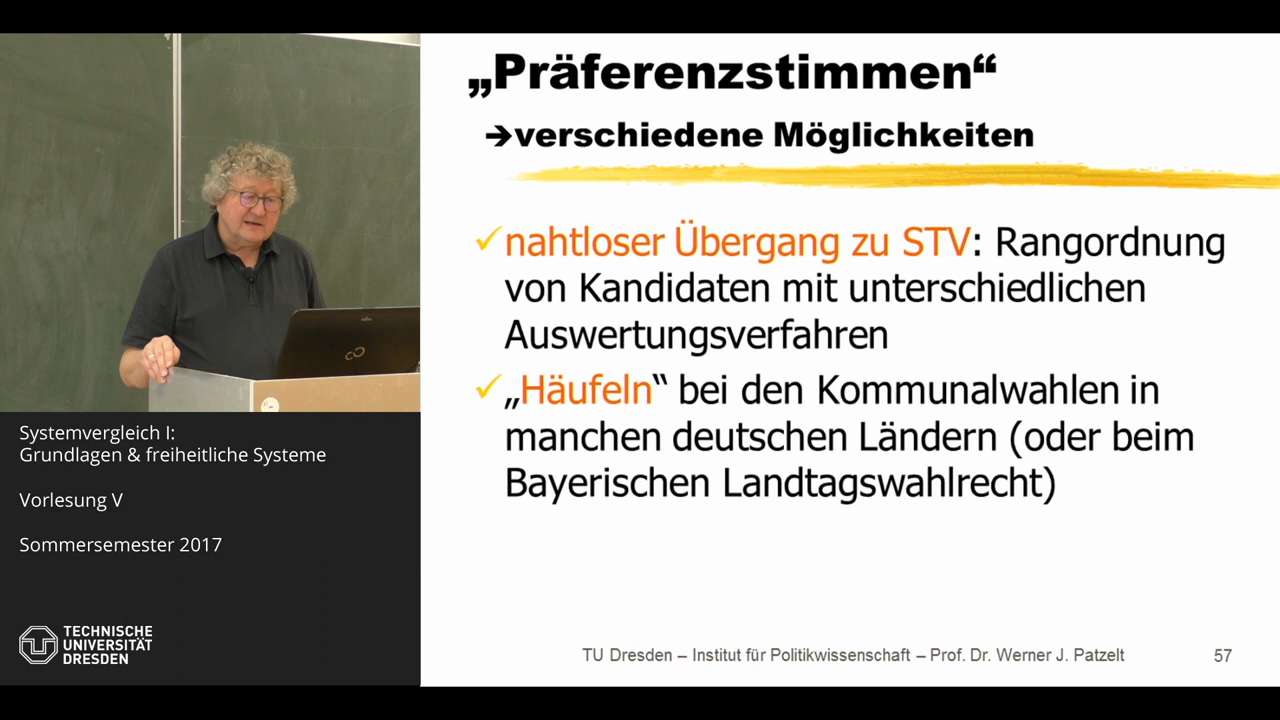 „Präferenzstimmen“
➔verschiedene Möglichkeiten
✓nahtloser Übergang zu STV: Rangordnung
von Kandidaten mit unterschiedlichen
Auswertungsverfahren
✓„Häufeln“ bei den Kommunalwahlen in
manchen deutschen Ländern (oder beim
Bayerischen Landtagswahlrecht)
TU Dresden – Institut für Politikwissenschaft – Prof. Dr. Werner J. Patzelt
57
Systemvergleich I:
Grundlagen & freiheitliche Systeme
Vorlesung V
Sommersemester 2017
TECHNISCHE
UNIVERSITÄT
DRESDEN